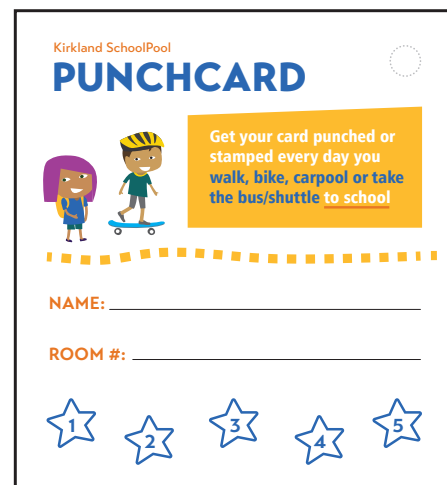 Kirkland SchoolPool
PUNCHCARD
Get your card punched or
stamped every day you
walk, bike, carpool or take
the bus/shuttle to school
NAME:
ROOM #:
1 2 3 4 5